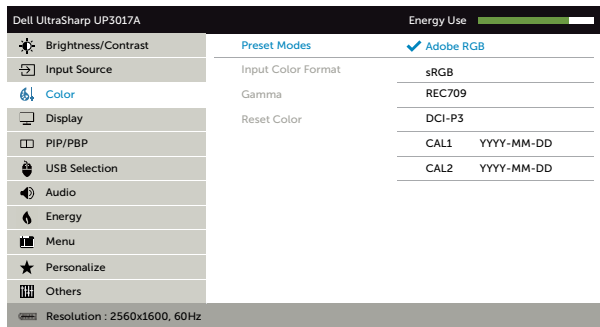 Dell UltraSharp UP3017A Energy Use
Brightness/Contrast Preset Modes Adobe RGB
Input Source Input Color Format sRGB
Color Gamma REC709
Display Reset Color DCI-P3
PIP/PBP CAL1 YYYY-MM-DD
USB Selection CAL2 YYYY-MM-DD
Audio
Energy
Menu
Personalize
Others
Resolution : 2560x1600, 60Hz